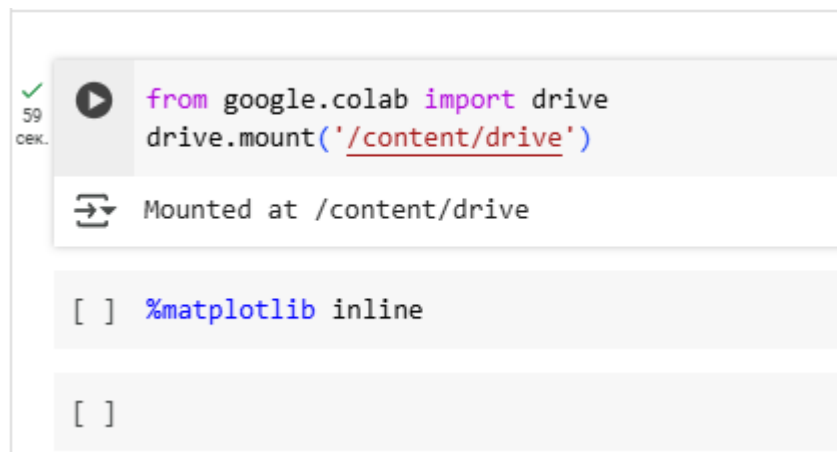 59
сек.
from google.colab import drive
drive.mount('/content/drive')
Mounted at /content/drive
[ ] %matplotlib inline
[ ]